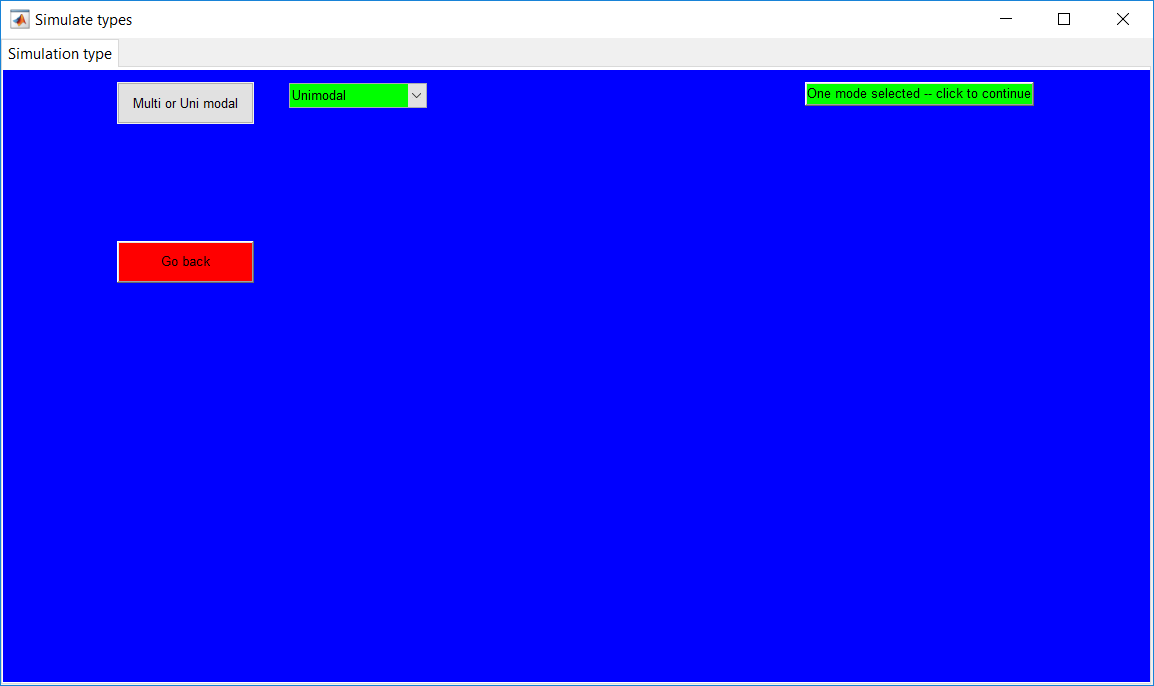 Simulate types
Simulation type
Multi or Uni modal
Unimodal
One mode selected -- click to continue
Go back